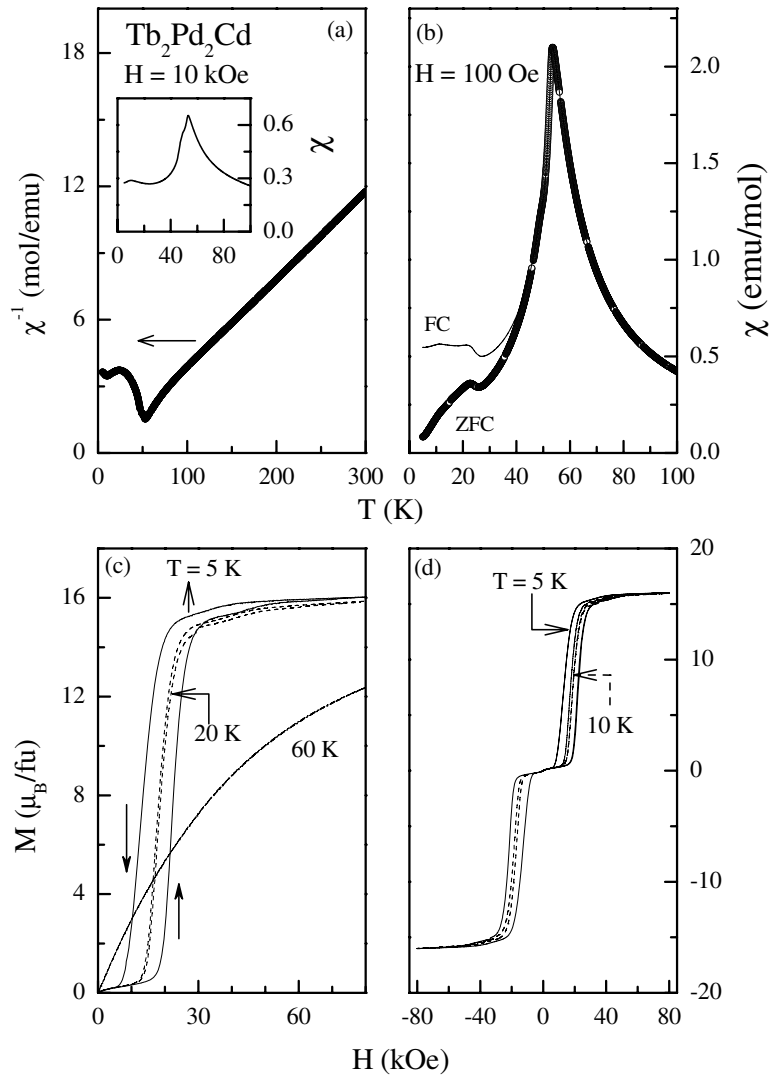 Tb₂Pd₂Cd
H = 10 kOe
(a)
χ⁻¹ (mol/emu)
18
12
6
0
0.6
0.3
0.0
χ
0 40 80
0 100 200 300
(b)
H = 100 Oe
FC
ZFC
2.0
1.5
1.0
0.5
0.0
χ (emu/mol)
0 20 40 60 80 100
T (K)
(c)
T = 5 K
20 K
60 K
M (μB/fu)
16
12
8
4
0
0 30 60
(d)
T = 5 K
10 K
20
10
0
-10
-20
-80 -40 0 40 80
H (kOe)